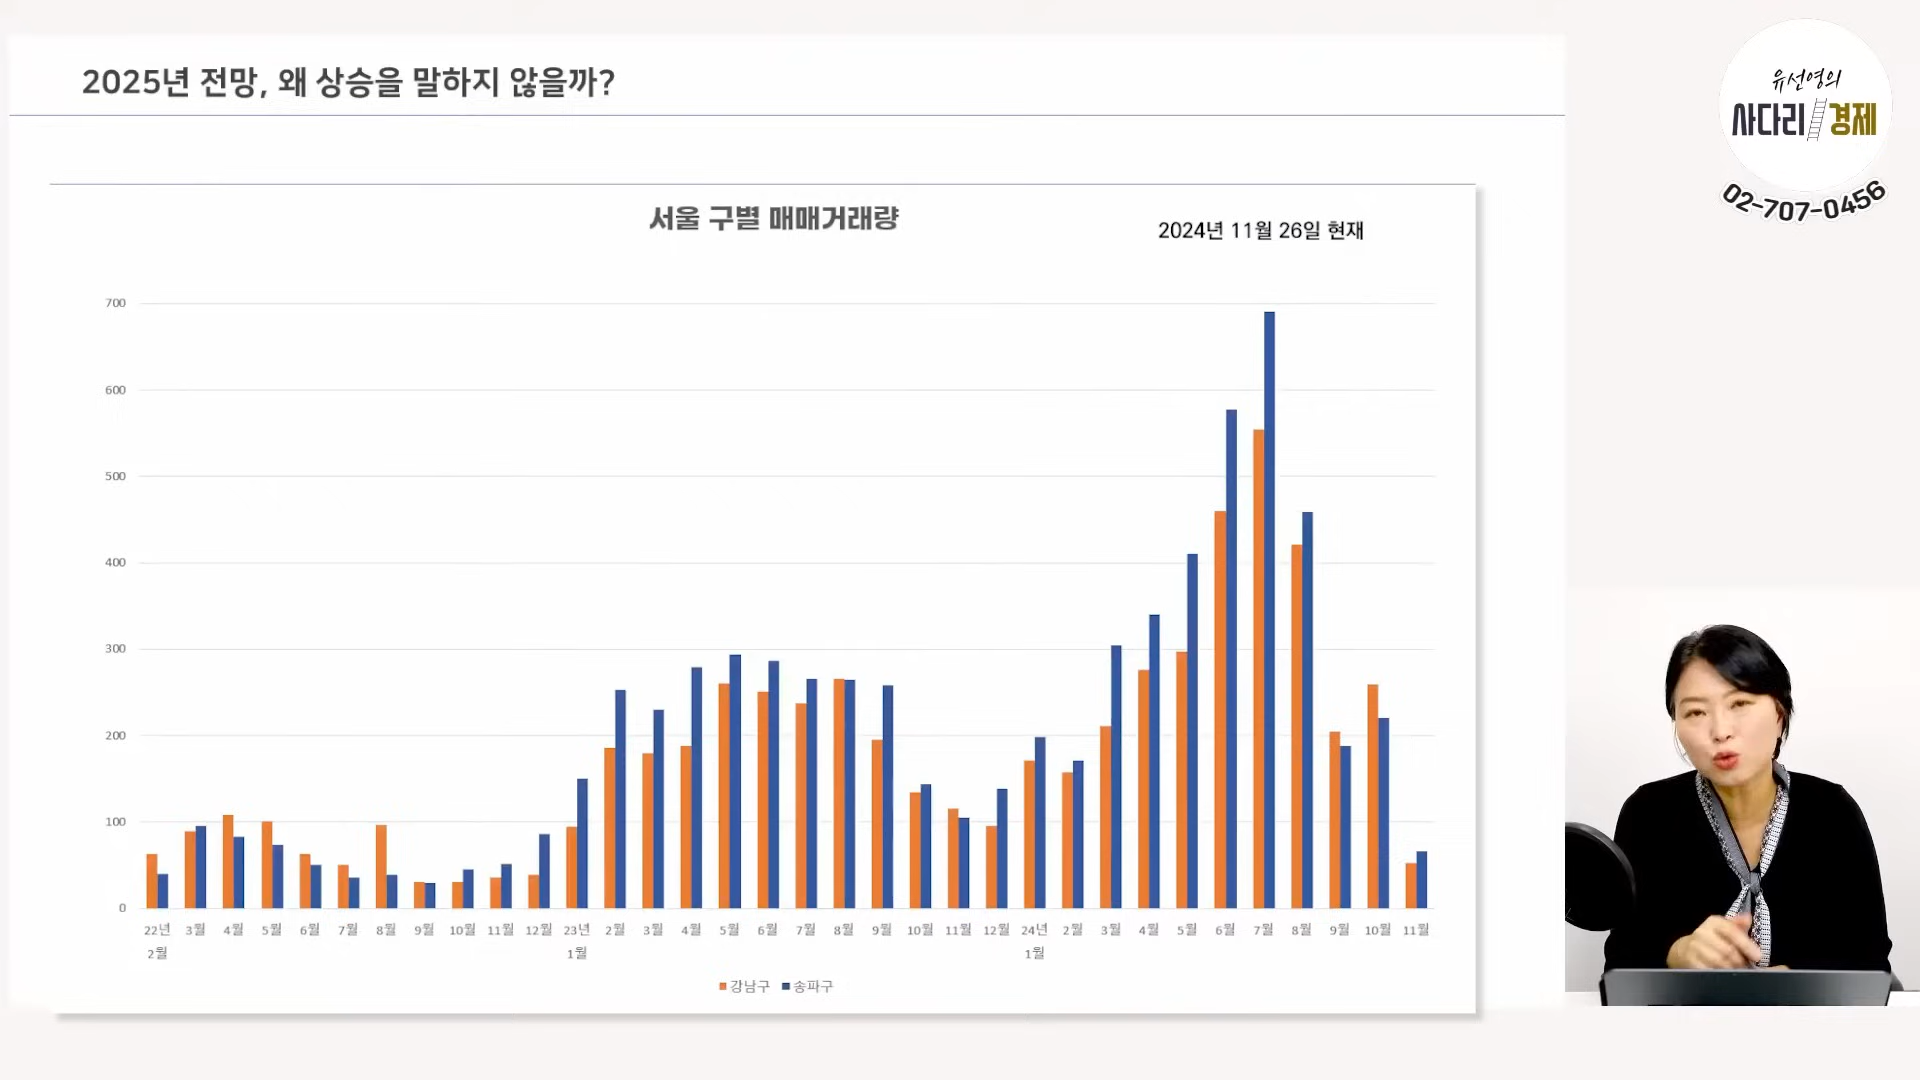 2025년 전망, 왜 상승을 말하지 않을까?
유선영의
사다리 경제
02-707-0456
서울 구별 매매거래량
2024년 11월 26일 현재
700
600
500
400
300
200
100
0
22년 3월 4월 5월 6월 7월 8월 9월 10월 11월 12월 23년 2월 3월 4월 5월 6월 7월 8월 9월 10월 11월 12월 24년 2월 3월 4월 5월 6월 7월 8월 9월 10월 11월
2월 1월 1월
강남구 송파구